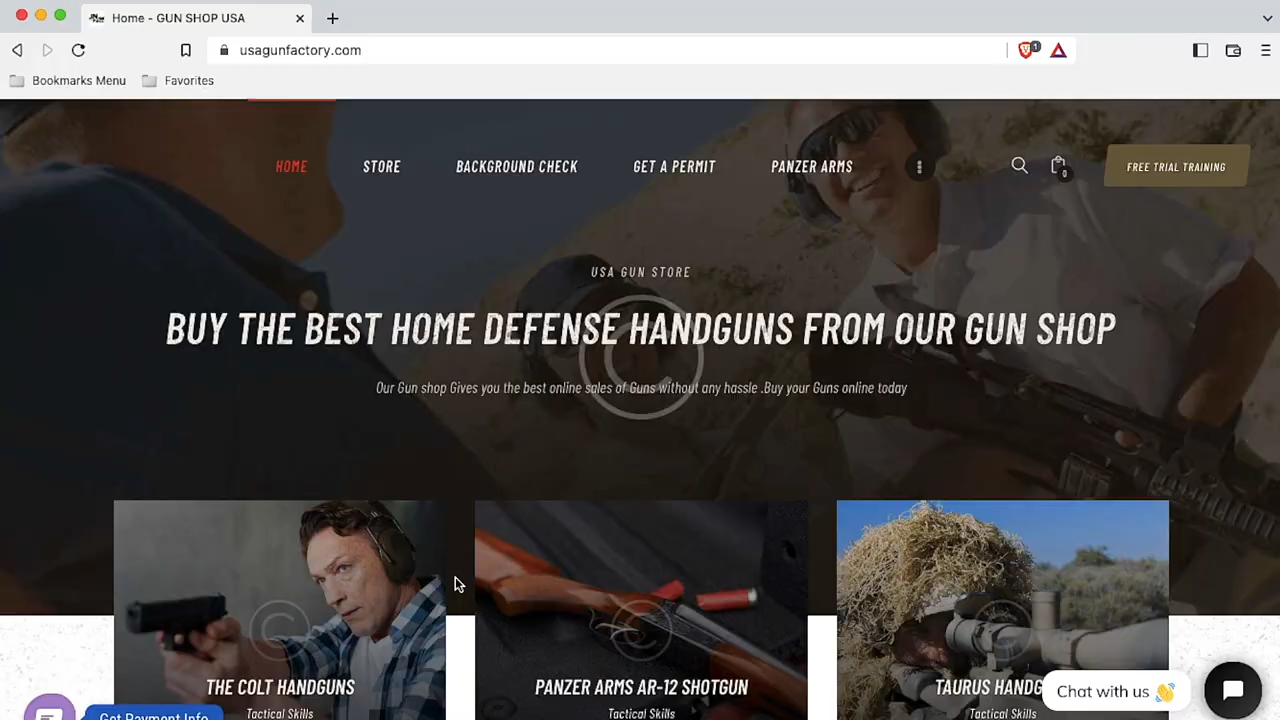 Home - GUN SHOP USA
usagunfactory.com
1
Bookmarks Menu
Favorites
HOME
STORE
BACKGROUND CHECK
GET A PERMIT
PANZER ARMS
0
FREE TRIAL TRAINING
USA GUN STORE
BUY THE BEST HOME DEFENSE HANDGUNS FROM OUR GUN SHOP
Our Gun shop Gives you the best online sales of Guns without any hassle .Buy your Guns online today
THE COLT HANDGUNS
Tactical Skills
PANZER ARMS AR-12 SHOTGUN
Tactical Skills
TAURUS HANDG
Tactical Skills
Chat with us 👋
Get Payment Info